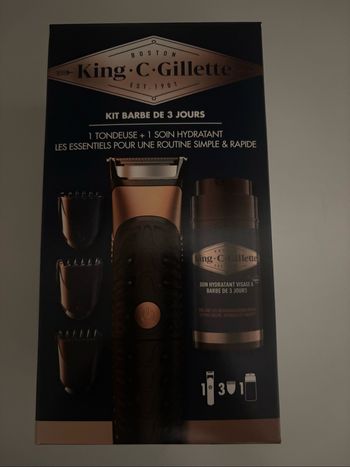 BOSTON
King·C·Gillette
EST. 1901
KIT BARBE DE 3 JOURS
1 TONDEUSE + 1 SOIN HYDRATANT
LES ESSENTIELS POUR UNE ROUTINE SIMPLE & RAPIDE
King·C·Gillette
SOIN HYDRATANT VISAGE &
BARBE DE 3 JOURS
1 3 1